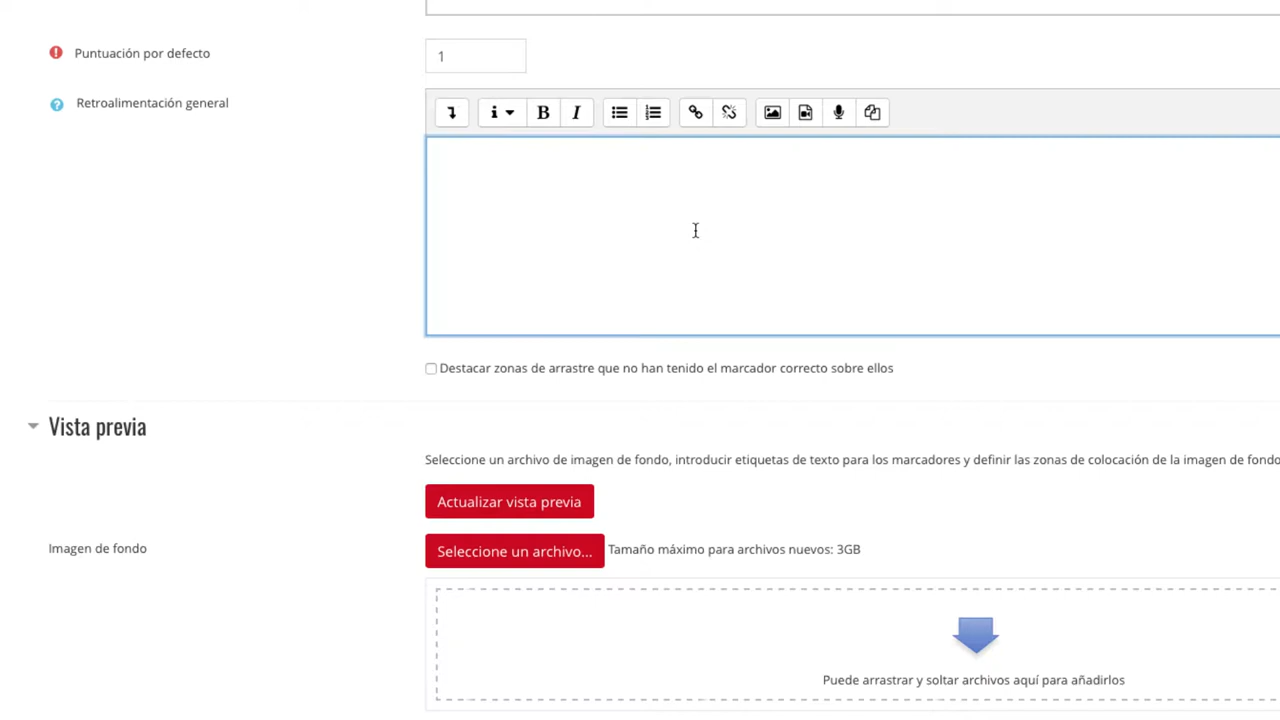 Puntuación por defecto
1
Retroalimentación general
Destacar zonas de arrastre que no han tenido el marcador correcto sobre ellos
Vista previa
Seleccione un archivo de imagen de fondo, introducir etiquetas de texto para los marcadores y definir las zonas de colocación de la imagen de fondo
Actualizar vista previa
Imagen de fondo
Seleccione un archivo... Tamaño máximo para archivos nuevos: 3GB
Puede arrastrar y soltar archivos aquí para añadirlos